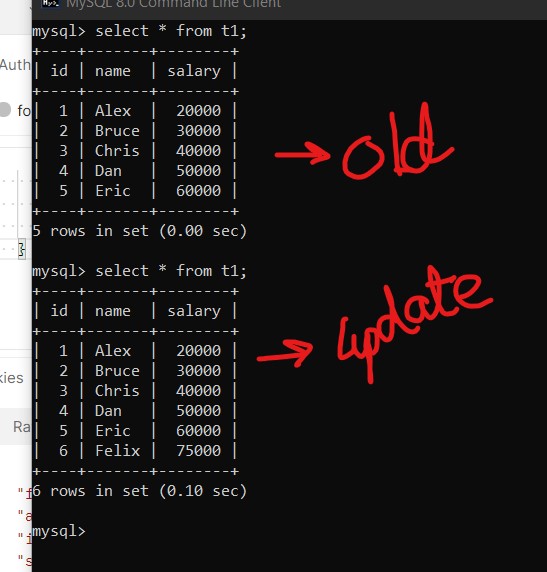 MySQL 8.0 Command Line Client
mysql> select * from t1;
+----+-------+--------+
| id | name  | salary |
+----+-------+--------+
|  1 | Alex  |  20000 |
|  2 | Bruce |  30000 |
|  3 | Chris |  40000 |
|  4 | Dan   |  50000 |
|  5 | Eric  |  60000 |
+----+-------+--------+
5 rows in set (0.00 sec)
old
mysql> select * from t1;
+----+-------+--------+
| id | name  | salary |
+----+-------+--------+
|  1 | Alex  |  20000 |
|  2 | Bruce |  30000 |
|  3 | Chris |  40000 |
|  4 | Dan   |  50000 |
|  5 | Eric  |  60000 |
|  6 | Felix |  75000 |
+----+-------+--------+
6 rows in set (0.10 sec)
update
mysql>
Auth
fo
}
kies
Ra
"f
"a
"i
"s